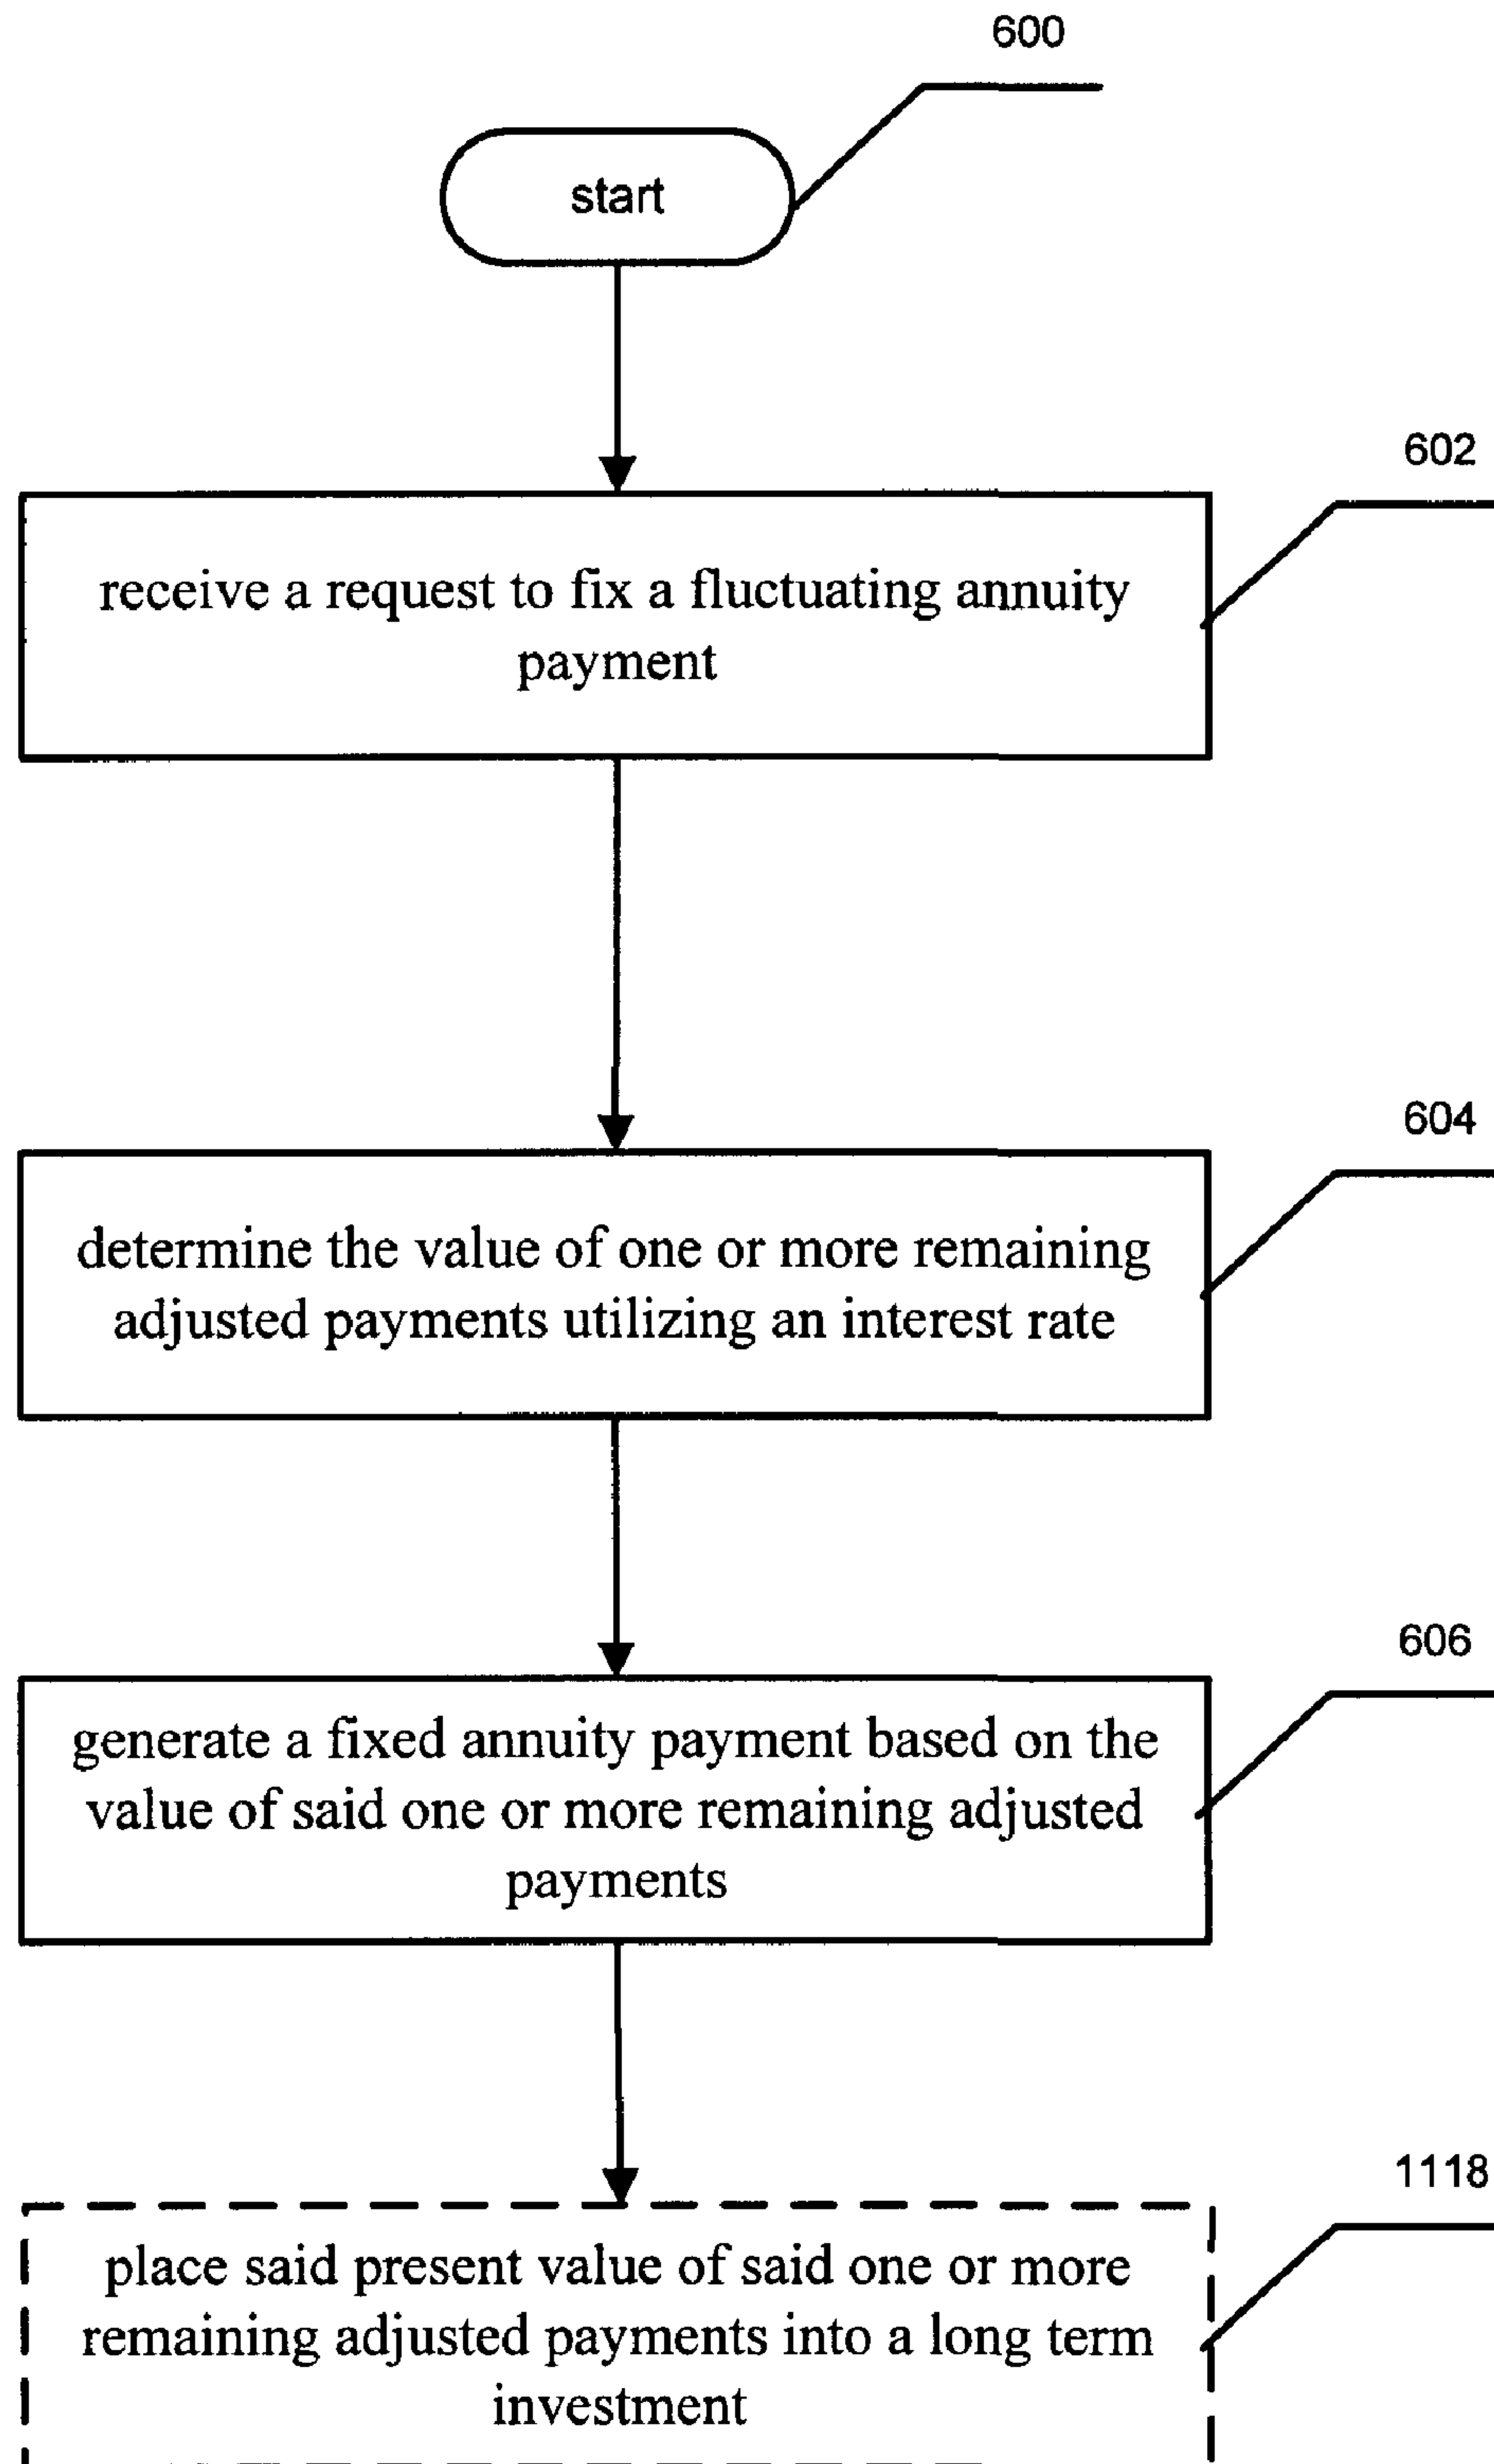 600
start
602
receive a request to fix a fluctuating annuity
payment
604
determine the value of one or more remaining
adjusted payments utilizing an interest rate
606
generate a fixed annuity payment based on the
value of said one or more remaining adjusted
payments
1118
place said present value of said one or more
remaining adjusted payments into a long term
investment